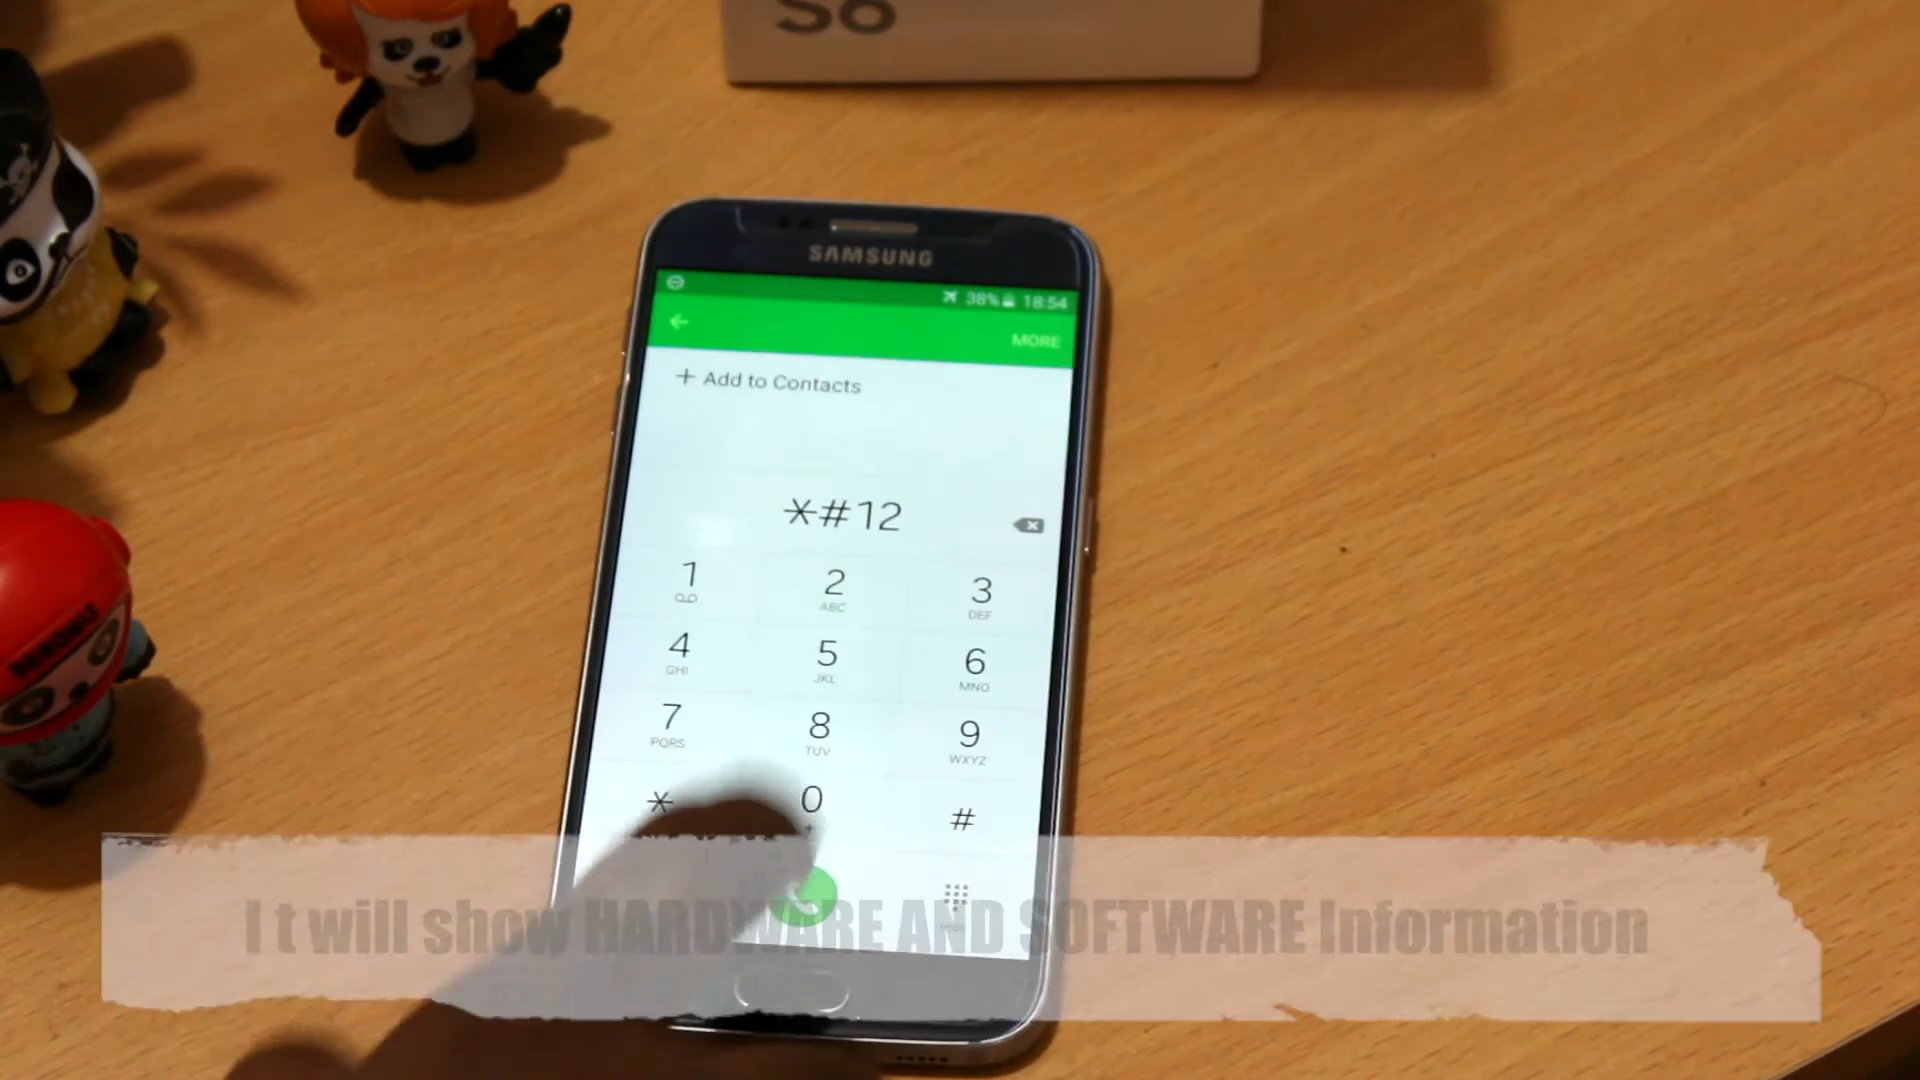 S6
SAMSUNG
38% 18:54
MORE
+ Add to Contacts
*#12
1 2 3
ABC DEF
4 5 6
GHI JKL MNO
7 8 9
PQRS TUV WXYZ
* 0 #
+
I t will show HARDWARE AND SOFTWARE Information